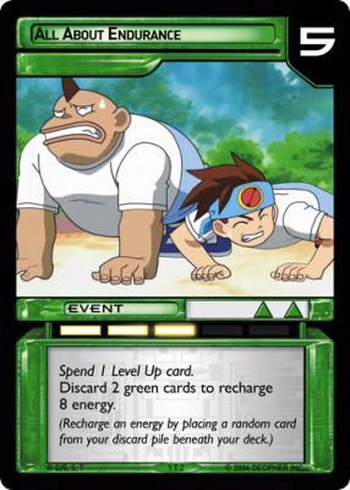 All About Endurance
5
EVENT
Spend 1 Level Up card.
Discard 2 green cards to recharge
8 energy.
(Recharge an energy by placing a random card
from your discard pile beneath your deck.)
112
© 2004 DECIPHER INC.